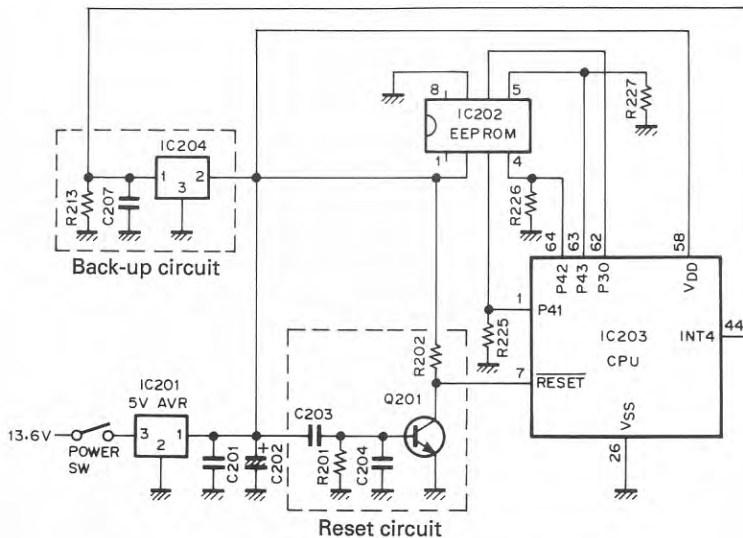 8
5
IC202
EEPROM
1
4
R227
IC204
1
2
3
R213
C207
Back-up circuit
R226
64
63
62
58
P42
P43
P30
VDD
1
P41
R225
IC203
CPU
INT4
44
7
RESET
VSS
26
R202
Q201
C203
R201
C204
Reset circuit
IC201
5V AVR
13.6V
POWER
SW
3
1
2
C201
+
C202